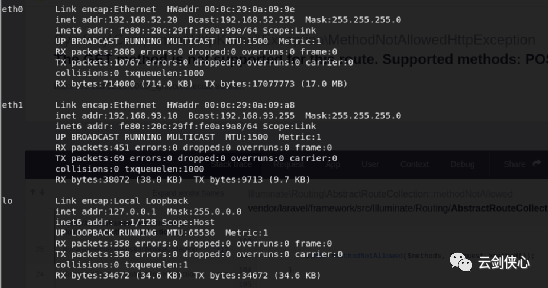 eth0 Link encap:Ethernet HWaddr 00:0c:29:0a:09:9e
inet addr:192.168.52.20 Bcast:192.168.52.255 Mask:255.255.255.0
inet6 addr: fe80::20c:29ff:fe0a:99e/64 Scope:Link
UP BROADCAST RUNNING MULTICAST MTU:1500 Metric:1
RX packets:2809 errors:0 dropped:0 overruns:0 frame:0
TX packets:10767 errors:0 dropped:0 overruns:0 carrier:0
collisions:0 txqueuelen:1000
RX bytes:714000 (714.0 KB) TX bytes:17077773 (17.0 MB)
\MethodNotAllowedHttpException
not supported for this route. Supported methods: POS
eth1 Link encap:Ethernet HWaddr 00:0c:29:0a:09:a8
inet addr:192.168.93.10 Bcast:192.168.93.255 Mask:255.255.255.0
inet6 addr: fe80::20c:29ff:fe0a:9a8/64 Scope:Link
UP BROADCAST RUNNING MULTICAST MTU:1500 Metric:1
RX packets:451 errors:0 dropped:0 overruns:0 frame:0
TX packets:69 errors:0 dropped:0 overruns:0 carrier:0
collisions:0 txqueuelen:1000
RX bytes:38072 (38.0 KB) TX bytes:9713 (9.7 KB)
Stack trace Request App User Context Debug Share
lo Link encap:Local Loopback
inet addr:127.0.0.1 Mask:255.0.0.0
inet6 addr: ::1/128 Scope:Host
UP LOOPBACK RUNNING MTU:65536 Metric:1
RX packets:358 errors:0 dropped:0 overruns:0 frame:0
TX packets:358 errors:0 dropped:0 overruns:0 carrier:0
collisions:0 txqueuelen:1
RX bytes:34672 (34.6 KB) TX bytes:34672 (34.6 KB)
vendor/laravel/framework/src/Illuminate/Routing/AbstractRouteCollect
云剑侠心